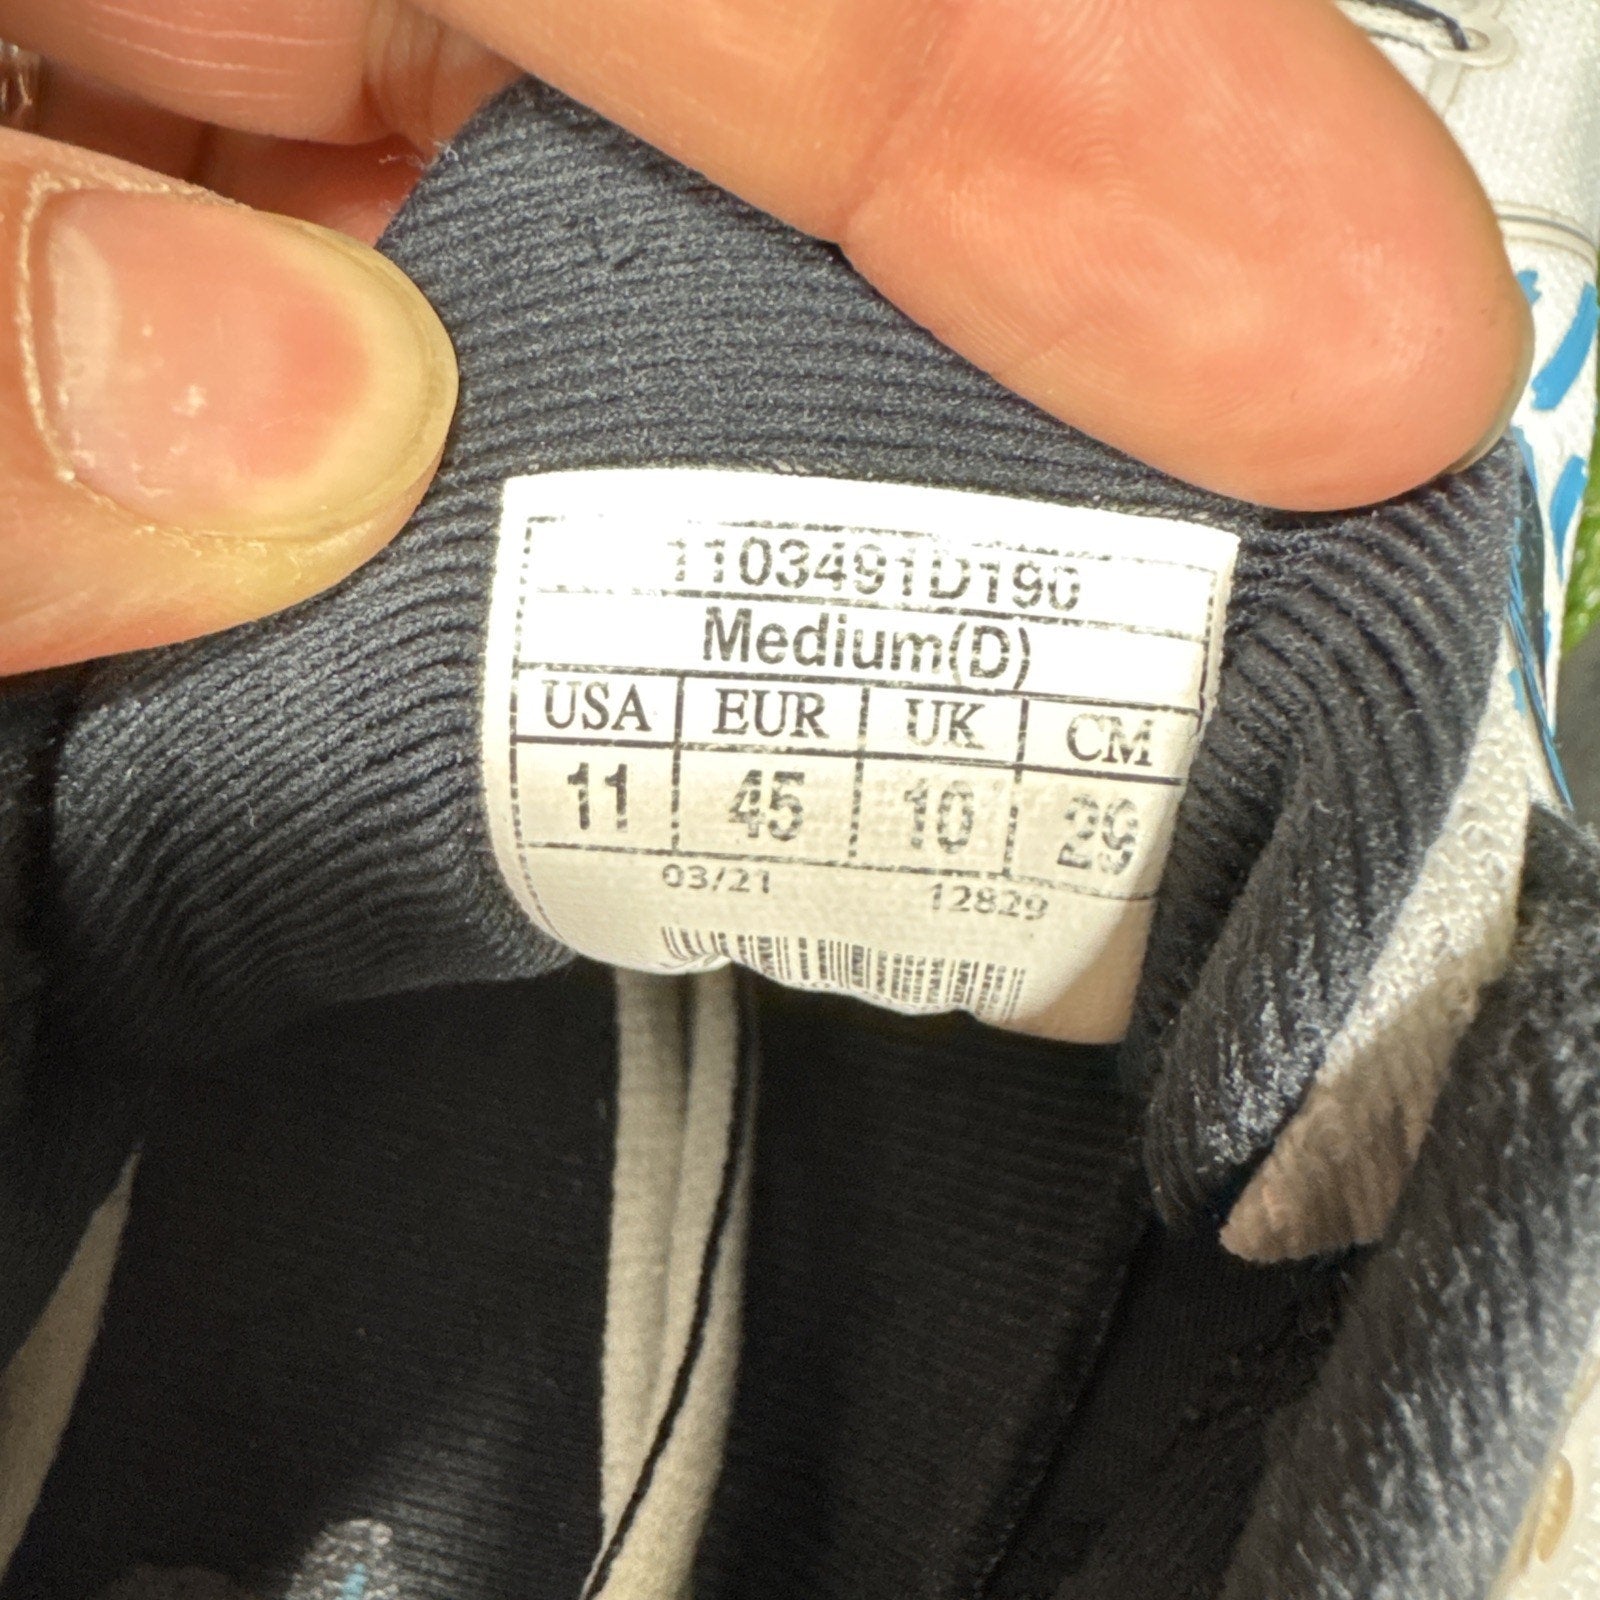 1103491D190
Medium(D)
USA EUR UK CM
11 45 10 29
03/21 12829